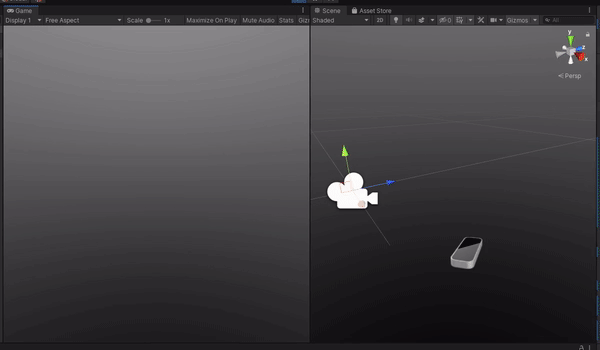 Game
Scene
Asset Store
Display 1
Free Aspect
Scale
1x
Maximize On Play
Mute Audio
Stats
Giz
Shaded
2D
0
Gizmos
All
y
x
Persp